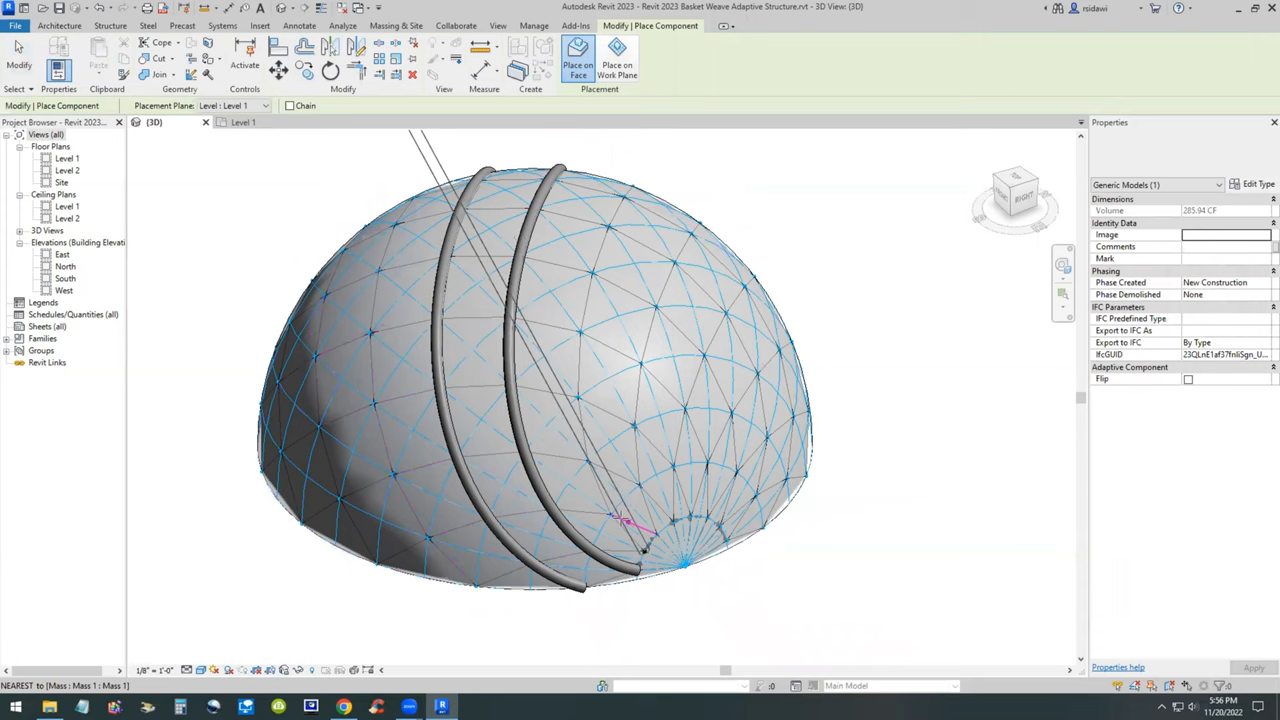 Autodesk Revit 2023 - Revit 2023 Basket Weave Adaptive Structure.rvt - 3D View: {3D}
rsidawi
File Architecture Structure Steel Precast Systems Insert Annotate Analyze Massing & Site Collaborate View Manage Add-Ins Modify | Place Component
Modify
Paste
Cope
Cut
Join
Activate
Place on Face
Place on Work Plane
Select Properties Clipboard Geometry Controls Modify View Measure Create Placement
Modify | Place Component Placement Plane: Level : Level 1 Chain
Project Browser - Revit 2023...
{3D}
Level 1
Properties
Views (all)
Floor Plans
Level 1
Level 2
Site
Ceiling Plans
Level 1
Level 2
3D Views
Elevations (Building Elevati
East
North
South
West
Legends
Schedules/Quantities (all)
Sheets (all)
Families
Groups
Revit Links
TOP
RIGHT
Generic Models (1) Edit Type
Dimensions
Volume 285.94 CF
Identity Data
Image
Comments
Mark
Phasing
Phase Created New Construction
Phase Demolished None
IFC Parameters
IFC Predefined Type
Export to IFC As
Export to IFC By Type
Adaptive Component
Flip
Properties help Apply
1/8" = 1'-0"
NEAREST to [Mass : Mass 1 : Mass 1]
:0
Main Model
:0
5:56 PM
11/20/2022